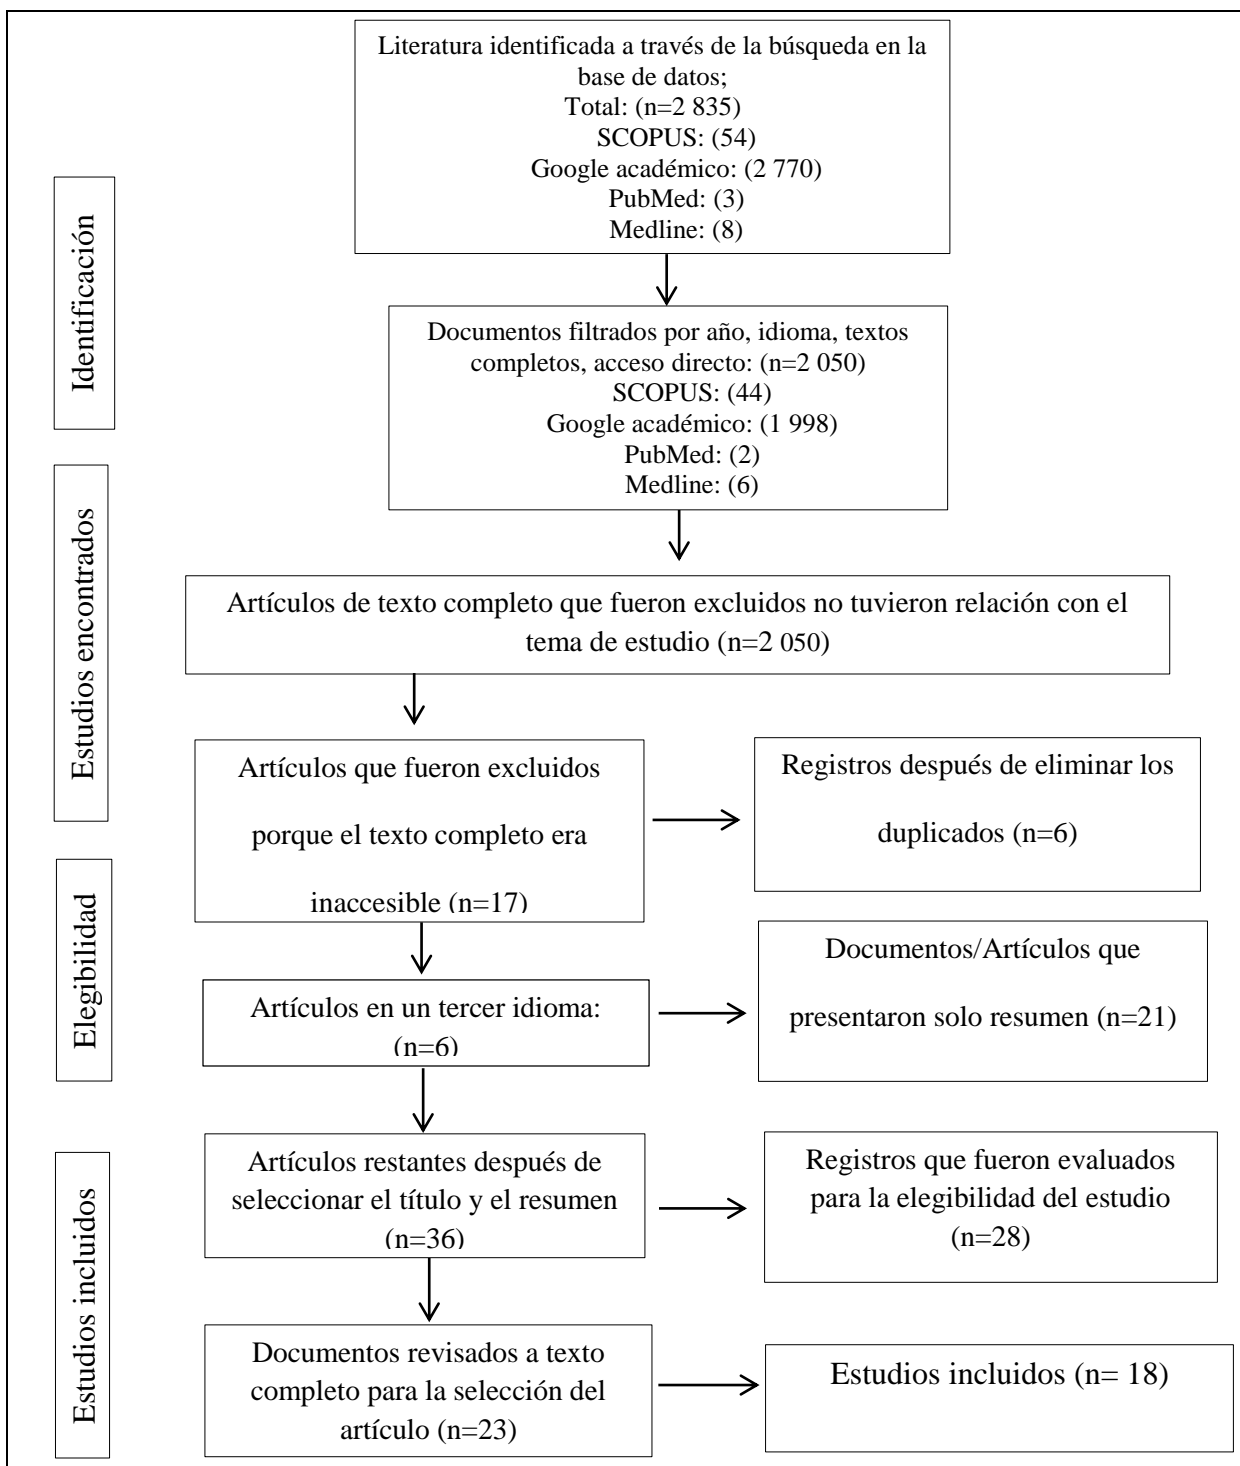 Literatura identificada a través de la búsqueda en la
base de datos;
Total: (n=2 835)
SCOPUS: (54)
Google académico: (2 770)
PubMed: (3)
Medline: (8)
Identificación
Documentos filtrados por año, idioma, textos
completos, acceso directo: (n=2 050)
SCOPUS: (44)
Google académico: (1 998)
PubMed: (2)
Medline: (6)
Estudios encontrados
Artículos de texto completo que fueron excluidos no tuvieron relación con el
tema de estudio (n=2 050)
Artículos que fueron excluidos
porque el texto completo era
inaccesible (n=17)
Registros después de eliminar los
duplicados (n=6)
Elegibilidad
Artículos en un tercer idioma:
(n=6)
Documentos/Artículos que
presentaron solo resumen (n=21)
Estudios incluidos
Artículos restantes después de
seleccionar el título y el resumen
(n=36)
Registros que fueron evaluados
para la elegibilidad del estudio
(n=28)
Documentos revisados a texto
completo para la selección del
artículo (n=23)
Estudios incluidos (n= 18)